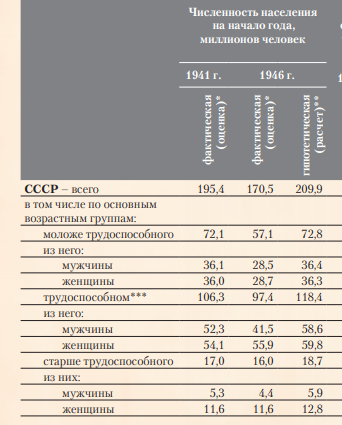 Численность населения
на начало года,
миллионов человек
1941 г. 1946 г.
фактическая
(оценка)*
фактическая
(оценка)*
гипотетическая
(расчет)**
СССР – всего 195,4 170,5 209,9
в том числе по основным
возрастным группам:
моложе трудоспособного 72,1 57,1 72,8
из него:
мужчины 36,1 28,5 36,4
женщины 36,0 28,7 36,3
трудоспособном*** 106,3 97,4 118,4
из него:
мужчины 52,3 41,5 58,6
женщины 54,1 55,9 59,8
старше трудоспособного 17,0 16,0 18,7
из них:
мужчины 5,3 4,4 5,9
женщины 11,6 11,6 12,8